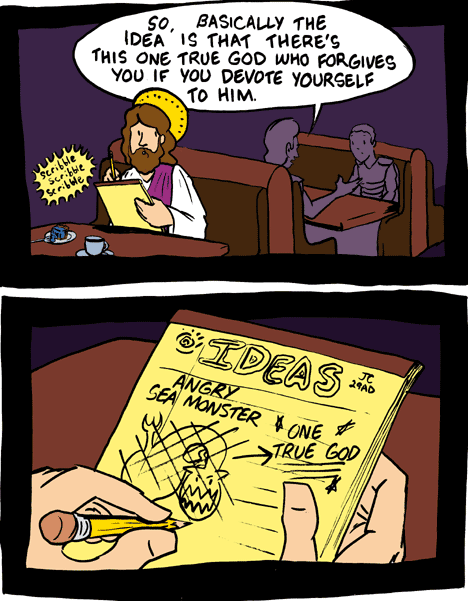 SO, BASICALLY THE
IDEA IS THAT THERE'S
THIS ONE TRUE GOD WHO FORGIVES
YOU IF YOU DEVOTE YOURSELF
TO HIM.
scribble
scribble
scribble
IDEAS
JC
29AD
ANGRY
SEA MONSTER
ONE
TRUE GOD